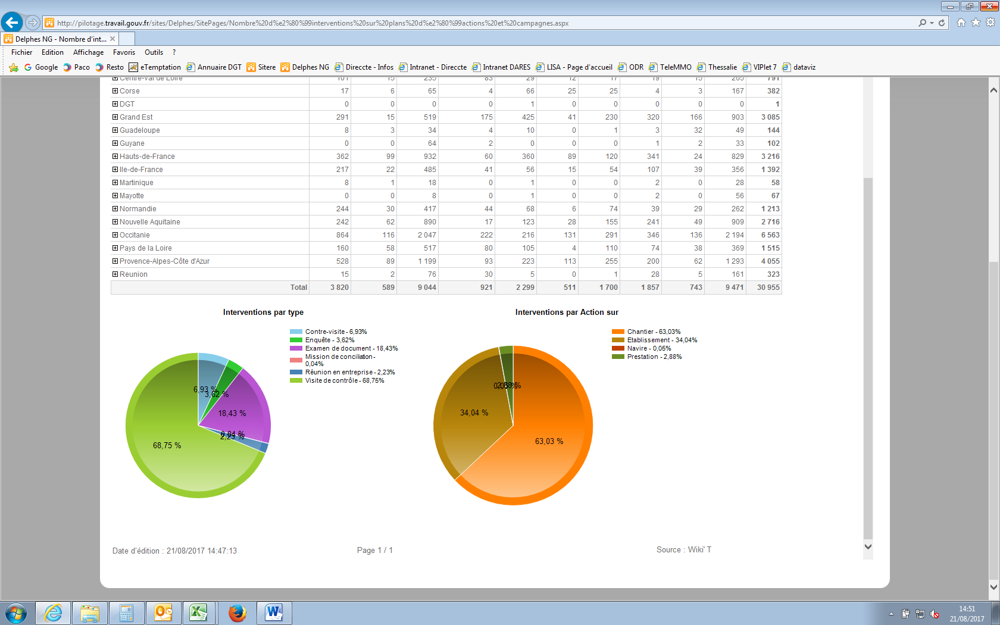 http://pilotage.travail.gouv.fr/sites/Delphes/SitePages/Nombre%20d%e2%80%99interventions%20sur%20plans%20d%e2%80%99actions%20et%20campagnes.aspx
Delphes NG - Nombre d'int...
Fichier Edition Affichage Favoris Outils ?
Google Paco Resto eTemptation Annuaire DGT Sitere Delphes NG Direccte - Infos Intranet - Direccte Intranet DARES LISA - Page d'accueil ODR TeleMMO Thessalie VIPlet 7 dataviz
Centre-Val de Loire 161 15 235 83 29 12 17 19 15 205 791
Corse 17 6 65 4 66 25 25 4 3 167 382
DGT 0 0 0 0 1 0 0 0 0 0 1
Grand Est 291 15 519 175 425 41 230 320 166 903 3 085
Guadeloupe 8 3 34 4 10 0 1 3 32 49 144
Guyane 0 0 64 2 0 0 0 1 2 33 102
Hauts-de-France 362 99 932 60 360 89 120 341 24 829 3 216
Ile-de-France 217 22 485 41 56 15 54 107 39 356 1 392
Martinique 8 1 18 0 1 0 0 2 0 28 58
Mayotte 0 0 8 0 1 0 0 2 0 56 67
Normandie 244 30 417 44 68 6 74 39 29 262 1 213
Nouvelle Aquitaine 242 62 890 17 123 28 155 241 49 909 2 716
Occitanie 864 116 2 047 222 216 131 291 346 136 2 194 6 563
Pays de la Loire 160 58 517 80 105 4 110 74 38 369 1 515
Provence-Alpes-Côte d'Azur 528 89 1 199 93 223 113 255 200 62 1 293 4 055
Reunion 15 2 76 30 5 0 1 28 5 161 323
Total 3 820 589 9 044 921 2 299 511 1 700 1 857 743 9 471 30 955
Interventions par type
Contre-visite - 6,93%
Enquête - 3,62%
Examen de document - 18,43%
Mission de conciliation -
0,04%
Réunion en entreprise - 2,23%
Visite de contrôle - 68,75%
6,93 %
3,62 %
18,43 %
0,04 %
2,23 %
68,75 %
Interventions par Action sur
Chantier - 63,03%
Etablissement - 34,04%
Navire - 0,05%
Prestation - 2,88%
0,05 %
2,88 %
34,04 %
63,03 %
Date d'édition : 21/08/2017 14:47:13
Page 1 / 1
Source : Wiki' T
14:51
21/08/2017